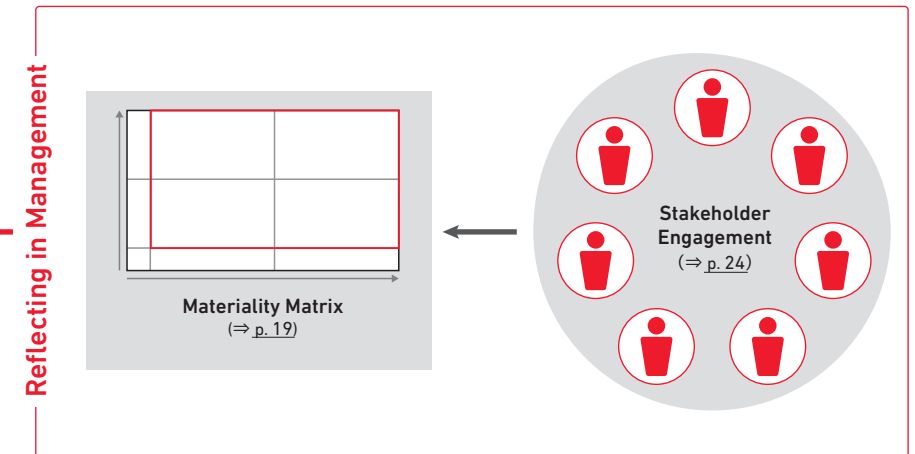 Reflecting in Management
Materiality Matrix
(⇒ p. 19)
Stakeholder
Engagement
(⇒ p. 24)